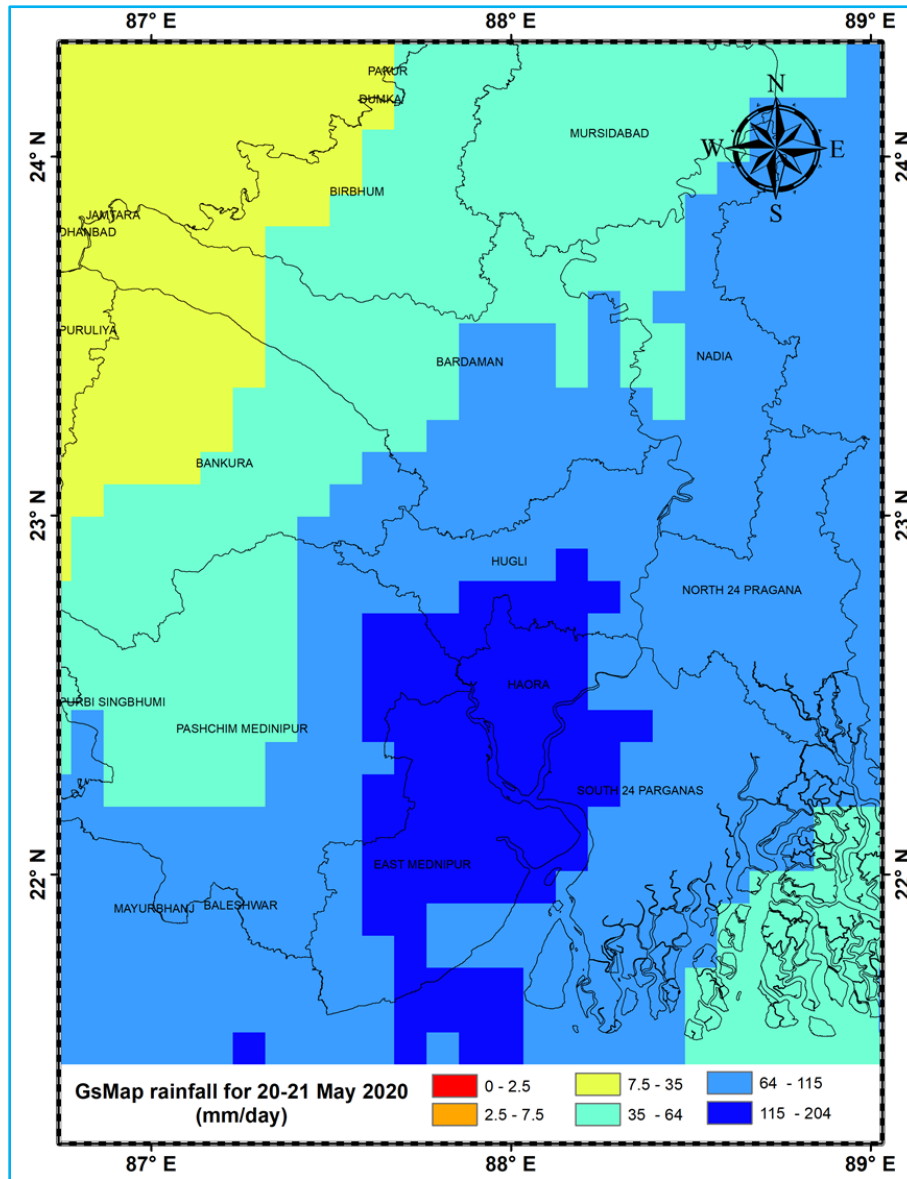 87° E 88° E 89° E
N
W E
S
24° N 24° N
23° N 23° N
22° N 22° N
PAKUR
DUMKA
MURSIDABAD
BIRBHUM
JAMTARA
DHANBAD
PURULIYA
BARDAMAN
NADIA
BANKURA
HUGLI
NORTH 24 PRAGANA
HAORA
PURBI SINGBHUMI
PASHCHIM MEDINIPUR
SOUTH 24 PARGANAS
EAST MEDNIPUR
MAYURBHANJ
BALESHWAR
GsMap rainfall for 20-21 May 2020
(mm/day)
0 - 2.5
2.5 - 7.5
7.5 - 35
35 - 64
64 - 115
115 - 204
87° E 88° E 89° E